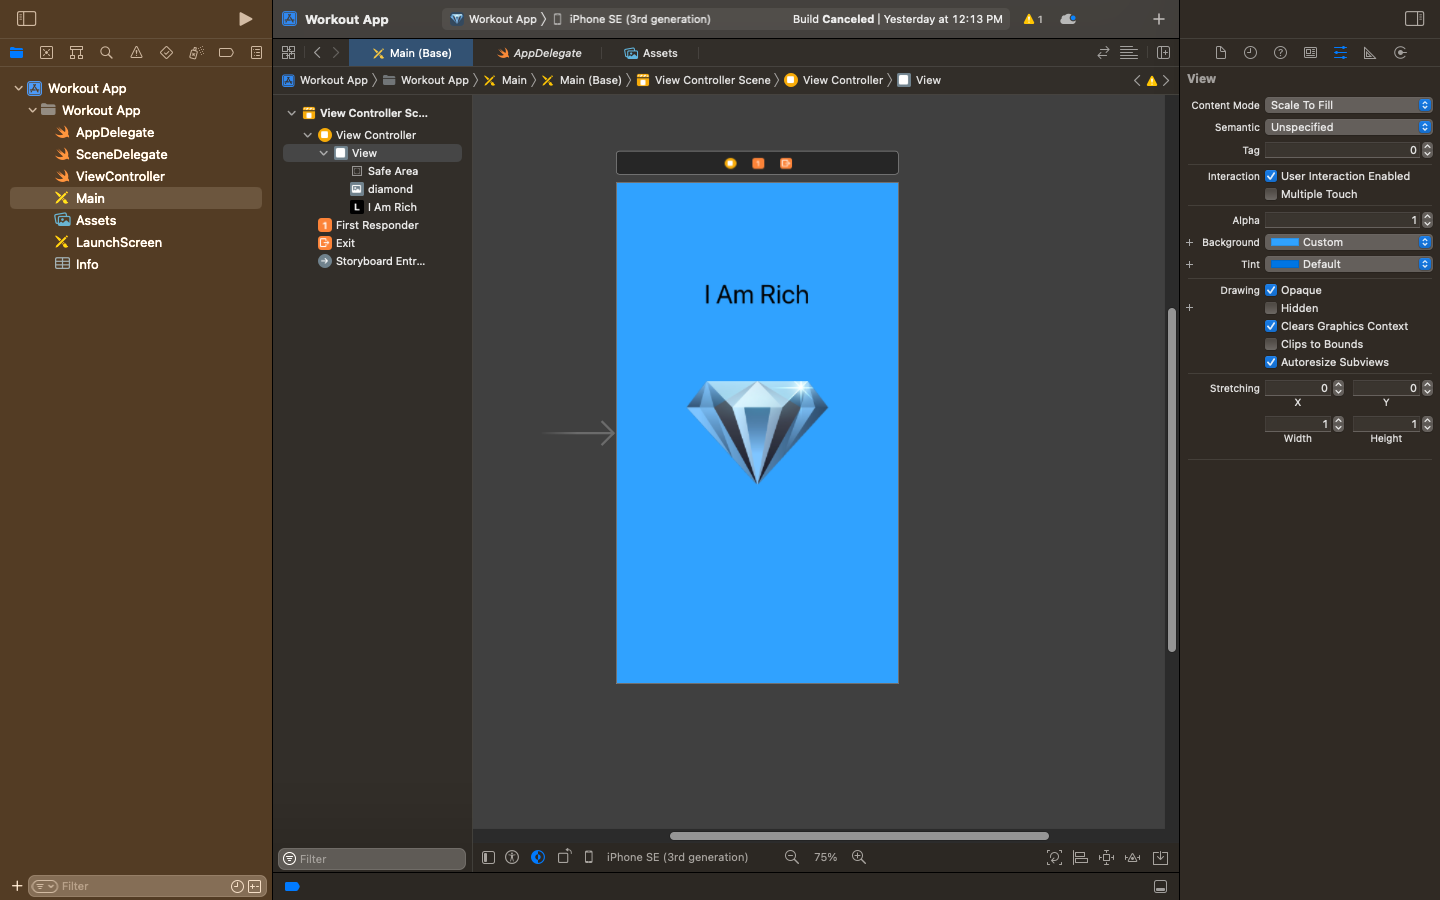 Workout App
Workout App
iPhone SE (3rd generation)
Build Canceled | Yesterday at 12:13 PM
1
Main (Base)
AppDelegate
Assets
Workout App
Workout App
Main
Main (Base)
View Controller Scene
View Controller
View
Workout App
Workout App
AppDelegate
SceneDelegate
ViewController
Main
Assets
LaunchScreen
Info
Filter
View Controller Sc...
View Controller
View
Safe Area
diamond
L I Am Rich
1 First Responder
Exit
Storyboard Entr...
Filter
I Am Rich
iPhone SE (3rd generation)
75%
View
Content Mode Scale To Fill
Semantic Unspecified
Tag 0
Interaction User Interaction Enabled
Multiple Touch
Alpha 1
Background Custom
Tint Default
Drawing Opaque
Hidden
Clears Graphics Context
Clips to Bounds
Autoresize Subviews
Stretching 0 0
X Y
1 1
Width Height